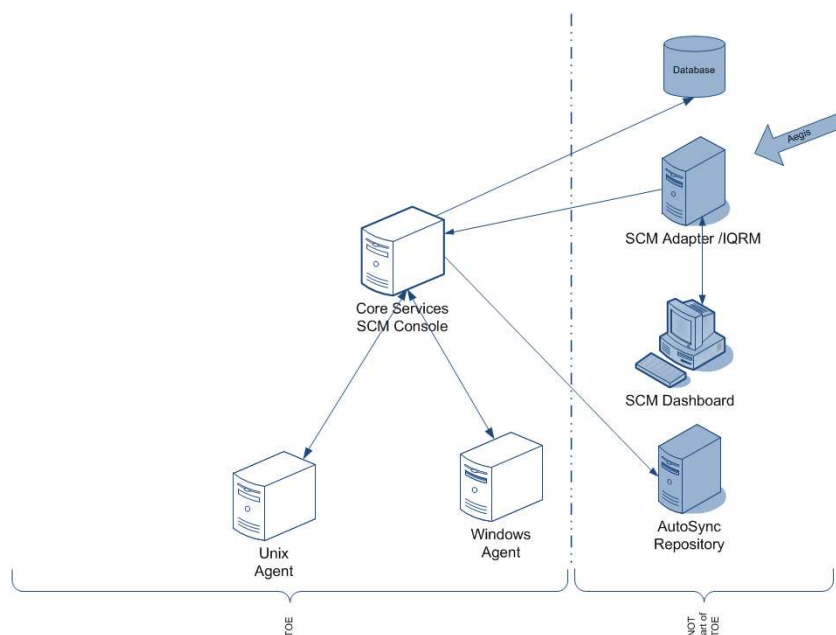 Database
Aegis
SCM Adapter /IQRM
Core Services
SCM Console
SCM Dashboard
Unix
Agent
Windows
Agent
AutoSync
Repository
TOE
NOT
art of
TOE